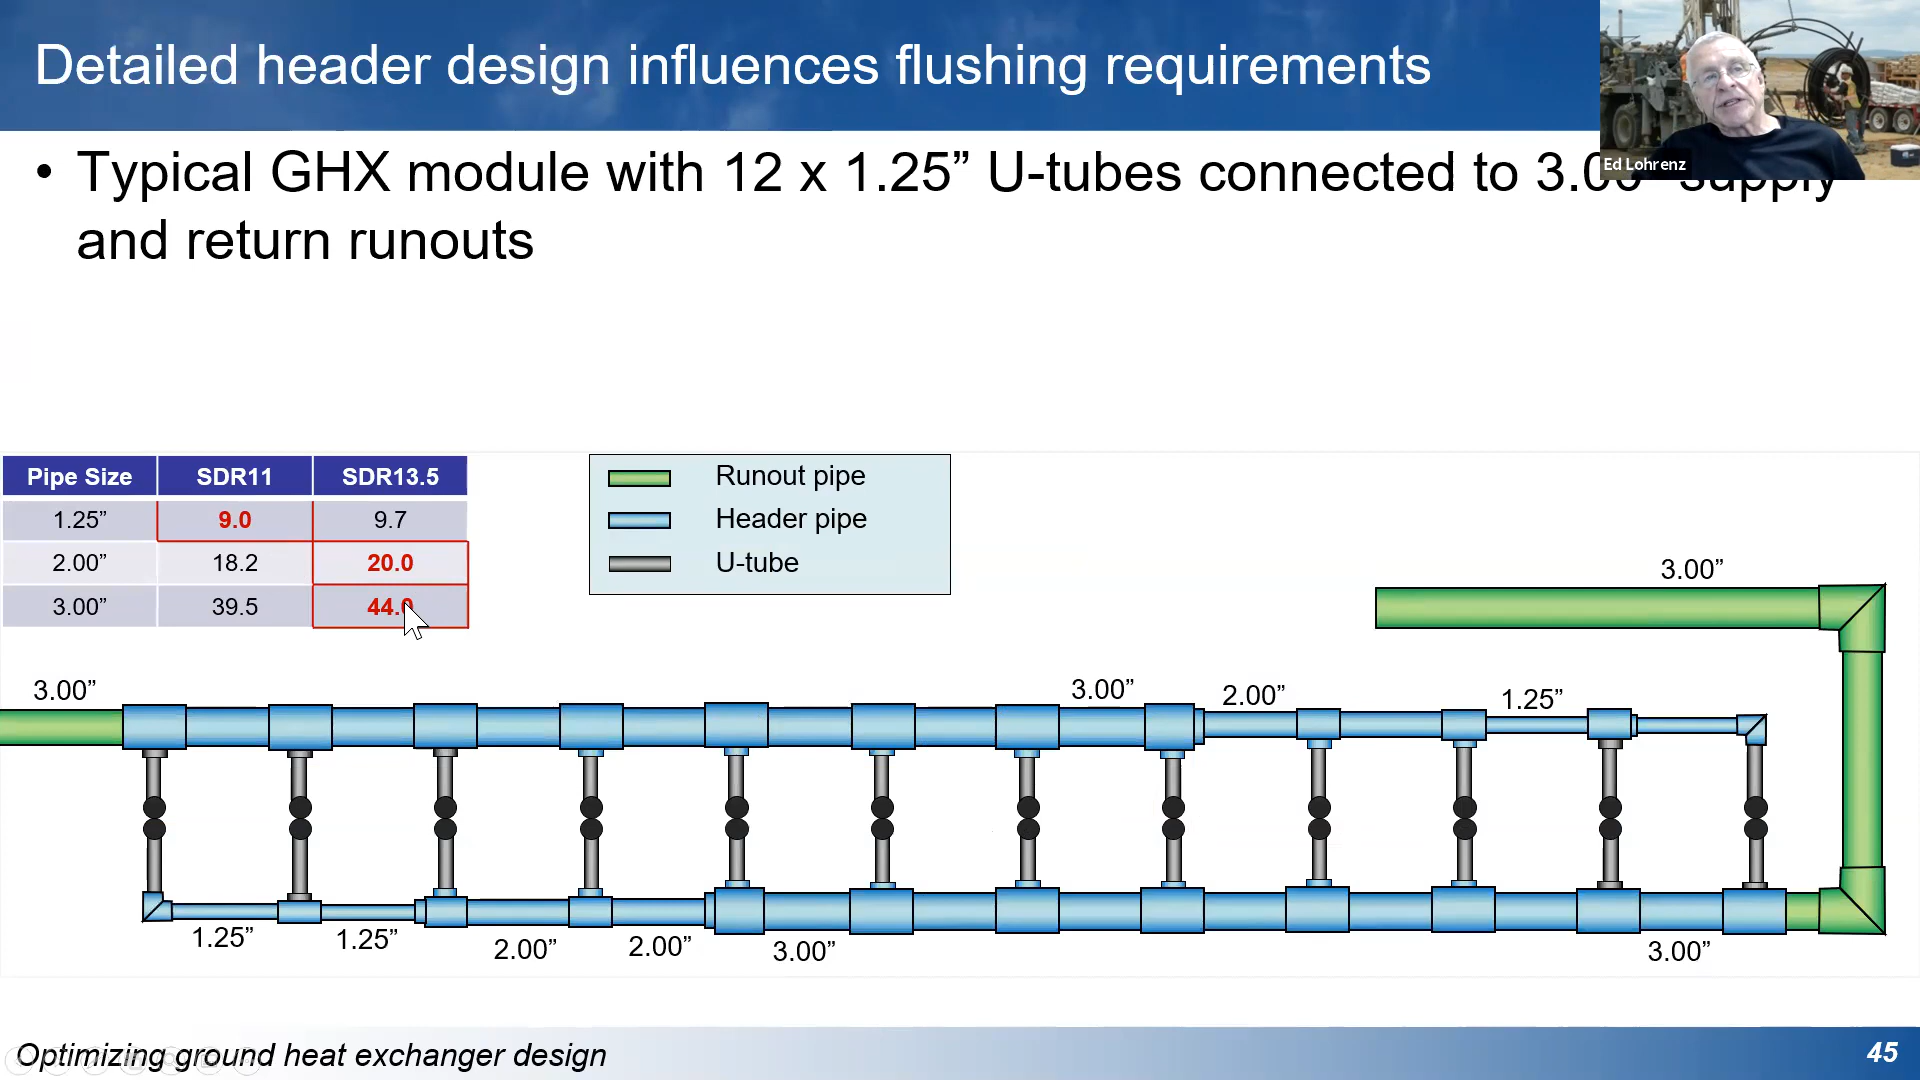 Detailed header design influences flushing requirements
Ed Lohrenz
• Typical GHX module with 12 x 1.25” U-tubes connected to 3.00” supply
and return runouts
Pipe Size SDR11 SDR13.5
1.25” 9.0 9.7
2.00” 18.2 20.0
3.00” 39.5 44.0
Runout pipe
Header pipe
U-tube
3.00”
3.00”
3.00”
2.00”
1.25”
1.25”
1.25”
2.00”
2.00”
3.00”
3.00”
Optimizing ground heat exchanger design
45